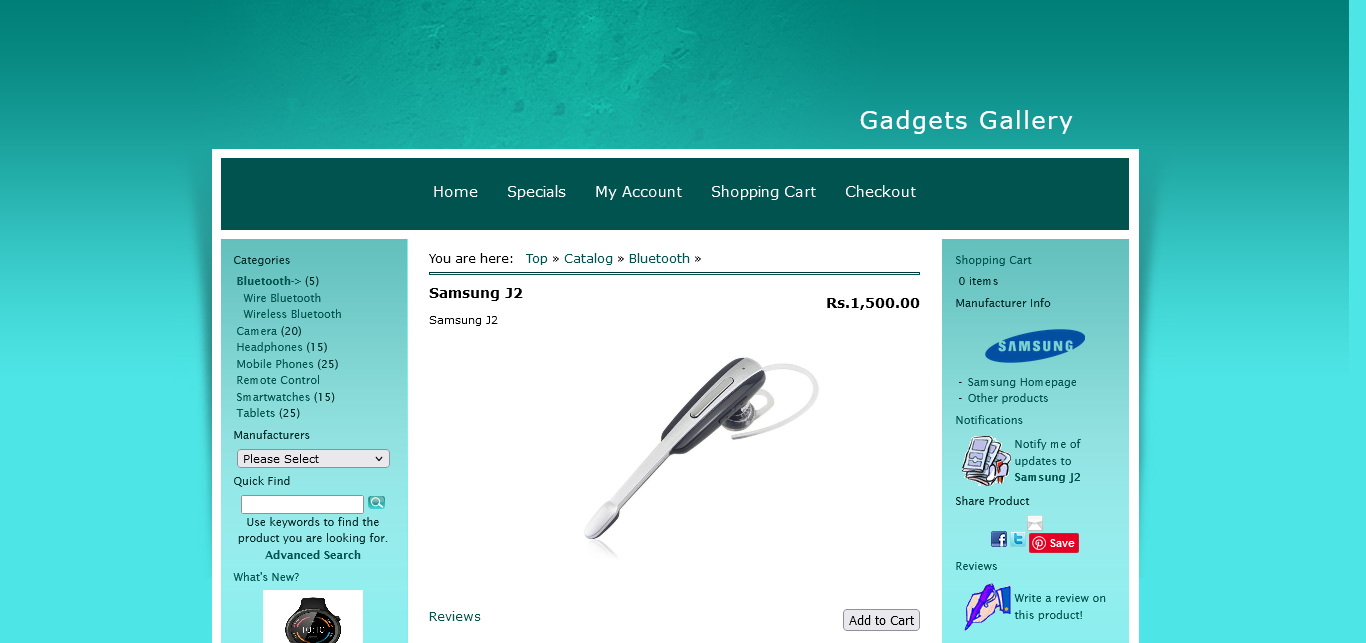 Gadgets Gallery
Home Specials My Account Shopping Cart Checkout
Categories
Bluetooth-> (5)
Wire Bluetooth
Wireless Bluetooth
Camera (20)
Headphones (15)
Mobile Phones (25)
Remote Control
Smartwatches (15)
Tablets (25)
Manufacturers
Please Select
Quick Find
Use keywords to find the
product you are looking for.
Advanced Search
What's New?
10:10
You are here: Top » Catalog » Bluetooth »
Samsung J2
Rs.1,500.00
Samsung J2
Reviews
Add to Cart
Shopping Cart
0 items
Manufacturer Info
SAMSUNG
- Samsung Homepage
- Other products
Notifications
Notify me of
updates to
Samsung J2
Share Product
Save
Reviews
Write a review on
this product!